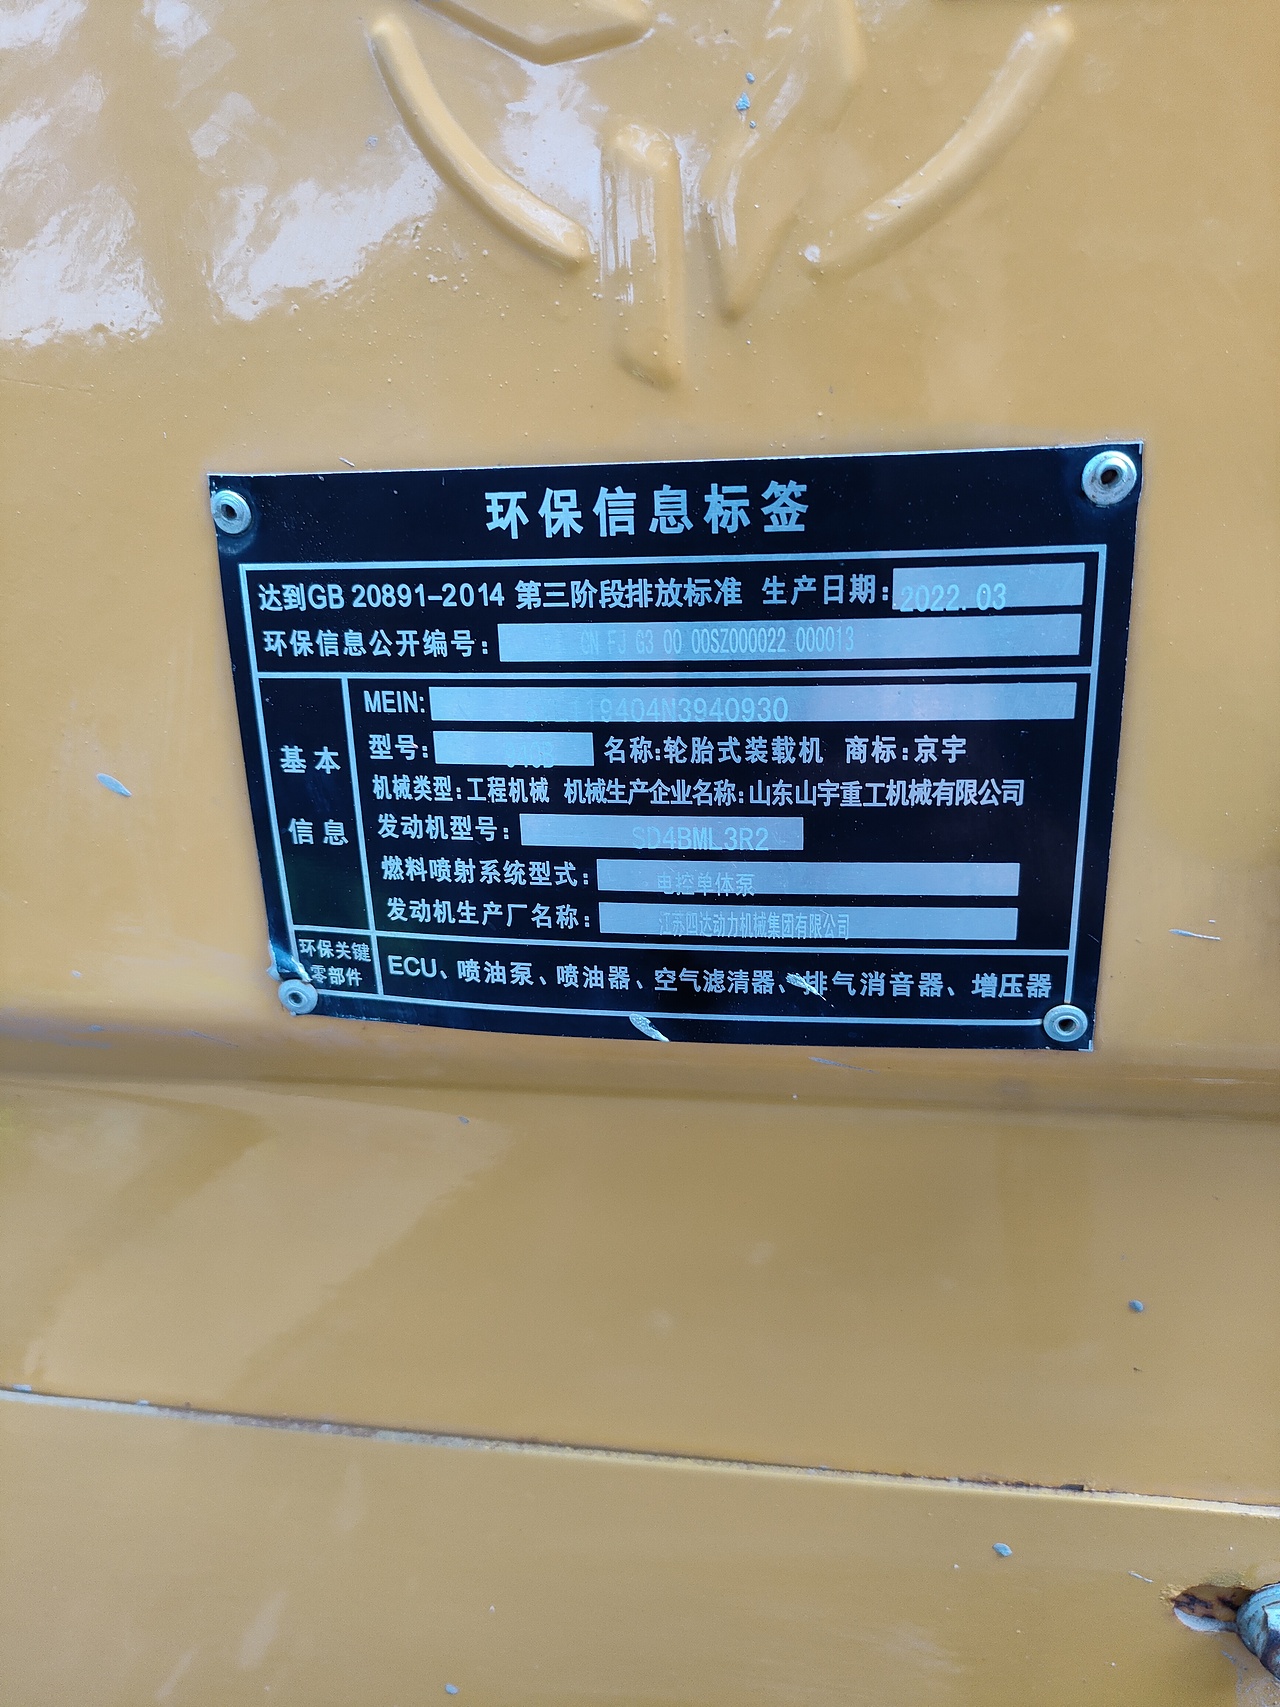 环保信息标签
达到GB 20891-2014 第三阶段排放标准 生产日期: 2022.03
环保信息公开编号: CN FJ G3 00 00SZ000022 000013
基本信息
MEIN: 19404N3940930
型号: 名称:轮胎式装载机 商标:京宇
机械类型:工程机械 机械生产企业名称:山东山宇重工机械有限公司
发动机型号: SD4BML3R2
燃料喷射系统型式: 电控单体泵
发动机生产厂名称: 江苏四达动力机械集团有限公司
环保关键零部件
ECU、喷油泵、喷油器、空气滤清器、排气消音器、增压器